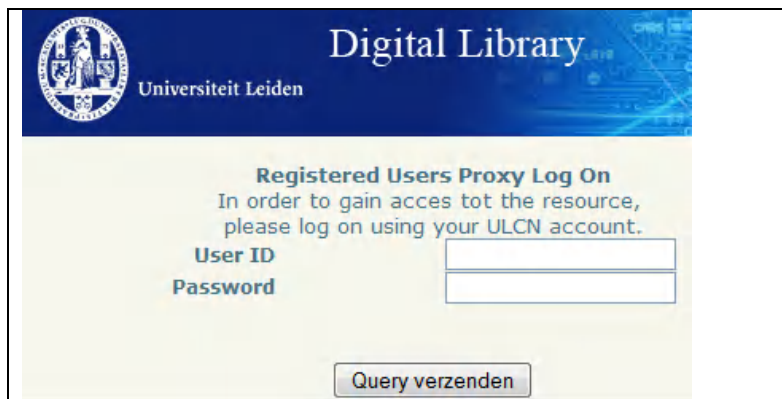 Digital Library
Universiteit Leiden
Registered Users Proxy Log On
In order to gain acces tot the resource,
please log on using your ULCN account.
User ID
Password
Query verzenden